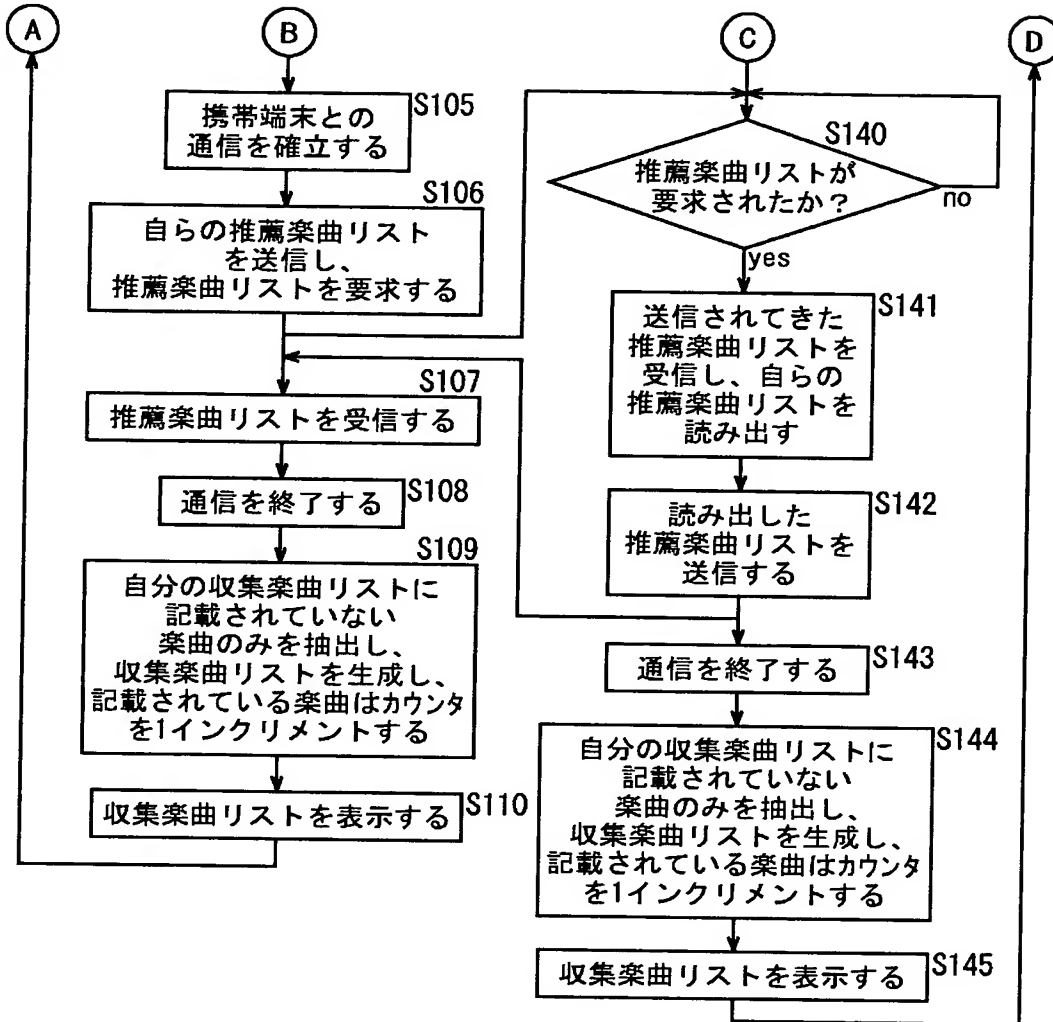 A
B
S105
携帯端末との
通信を確立する
S106
自らの推薦楽曲リスト
を送信し、
推薦楽曲リストを要求する
S107
推薦楽曲リストを受信する
通信を終了する
S108
S109
自分の収集楽曲リストに
記載されていない
楽曲のみを抽出し、
収集楽曲リストを生成し、
記載されている楽曲はカウンタ
を1インクリメントする
収集楽曲リストを表示する
S110
C
D
S140
推薦楽曲リストが
要求されたか?
no
yes
S141
送信されてきた
推薦楽曲リストを
受信し、自らの
推薦楽曲リストを
読み出す
S142
読み出した
推薦楽曲リストを
送信する
通信を終了する
S143
S144
自分の収集楽曲リストに
記載されていない
楽曲のみを抽出し、
収集楽曲リストを生成し、
記載されている楽曲はカウンタ
を1インクリメントする
収集楽曲リストを表示する
S145